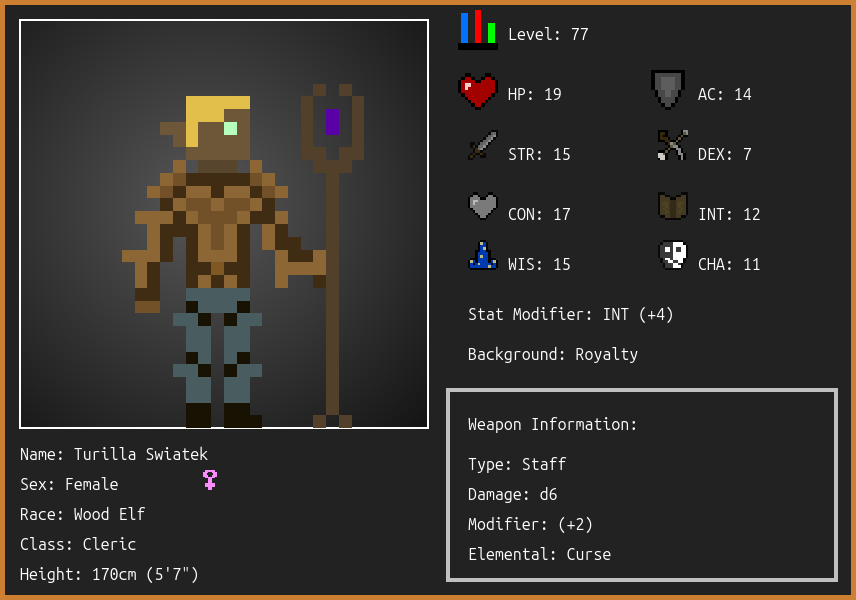 Level: 77
HP: 19
AC: 14
STR: 15
DEX: 7
CON: 17
INT: 12
WIS: 15
CHA: 11
Stat Modifier: INT (+4)
Background: Royalty
Weapon Information:
Type: Staff
Damage: d6
Modifier: (+2)
Elemental: Curse
Name: Turilla Swiatek
Sex: Female
Race: Wood Elf
Class: Cleric
Height: 170cm (5'7")